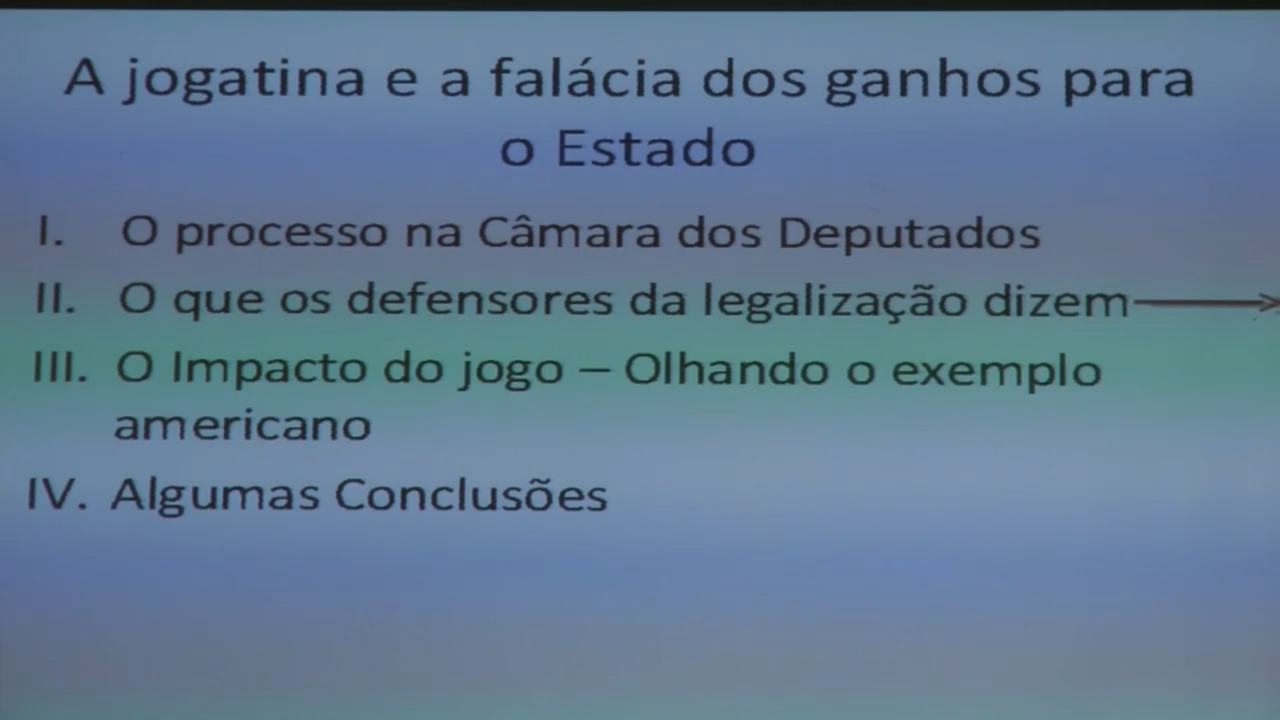 A jogatina e a falácia dos ganhos para
o Estado
I. O processo na Câmara dos Deputados
II. O que os defensores da legalização dizem
III. O Impacto do jogo – Olhando o exemplo
americano
IV. Algumas Conclusões